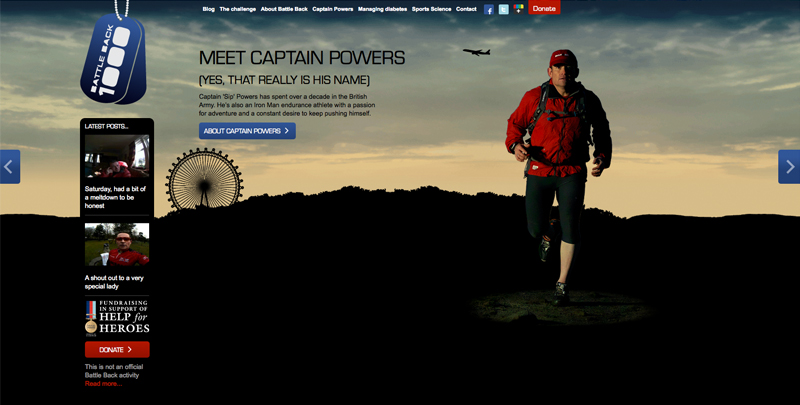 Blog The challenge About Battle Back Captain Powers Managing diabetes Sports Science Contact Donate
BATTLE BACK
1000
MEET CAPTAIN POWERS
(YES, THAT REALLY IS HIS NAME)
Captain 'Sip' Powers has spent over a decade in the British
Army. He's also an Iron Man endurance athlete with a passion
for adventure and a constant desire to keep pushing himself.
ABOUT CAPTAIN POWERS
LATEST POSTS...
Saturday, had a bit of
a meltdown to be
honest
A shout out to a very
special lady
FUNDRAISING
IN SUPPORT OF
HELP for
HEROES
DONATE
This is not an official
Battle Back activity
Read more...